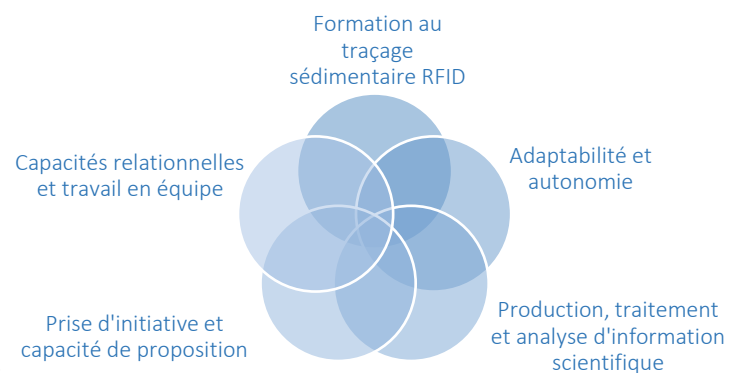 Formation au
traçage
sédimentaire RFID
Adaptabilité et
autonomie
Production, traitement
et analyse d'information
scientifique
Prise d'initiative et
capacité de proposition
Capacités relationnelles
et travail en équipe